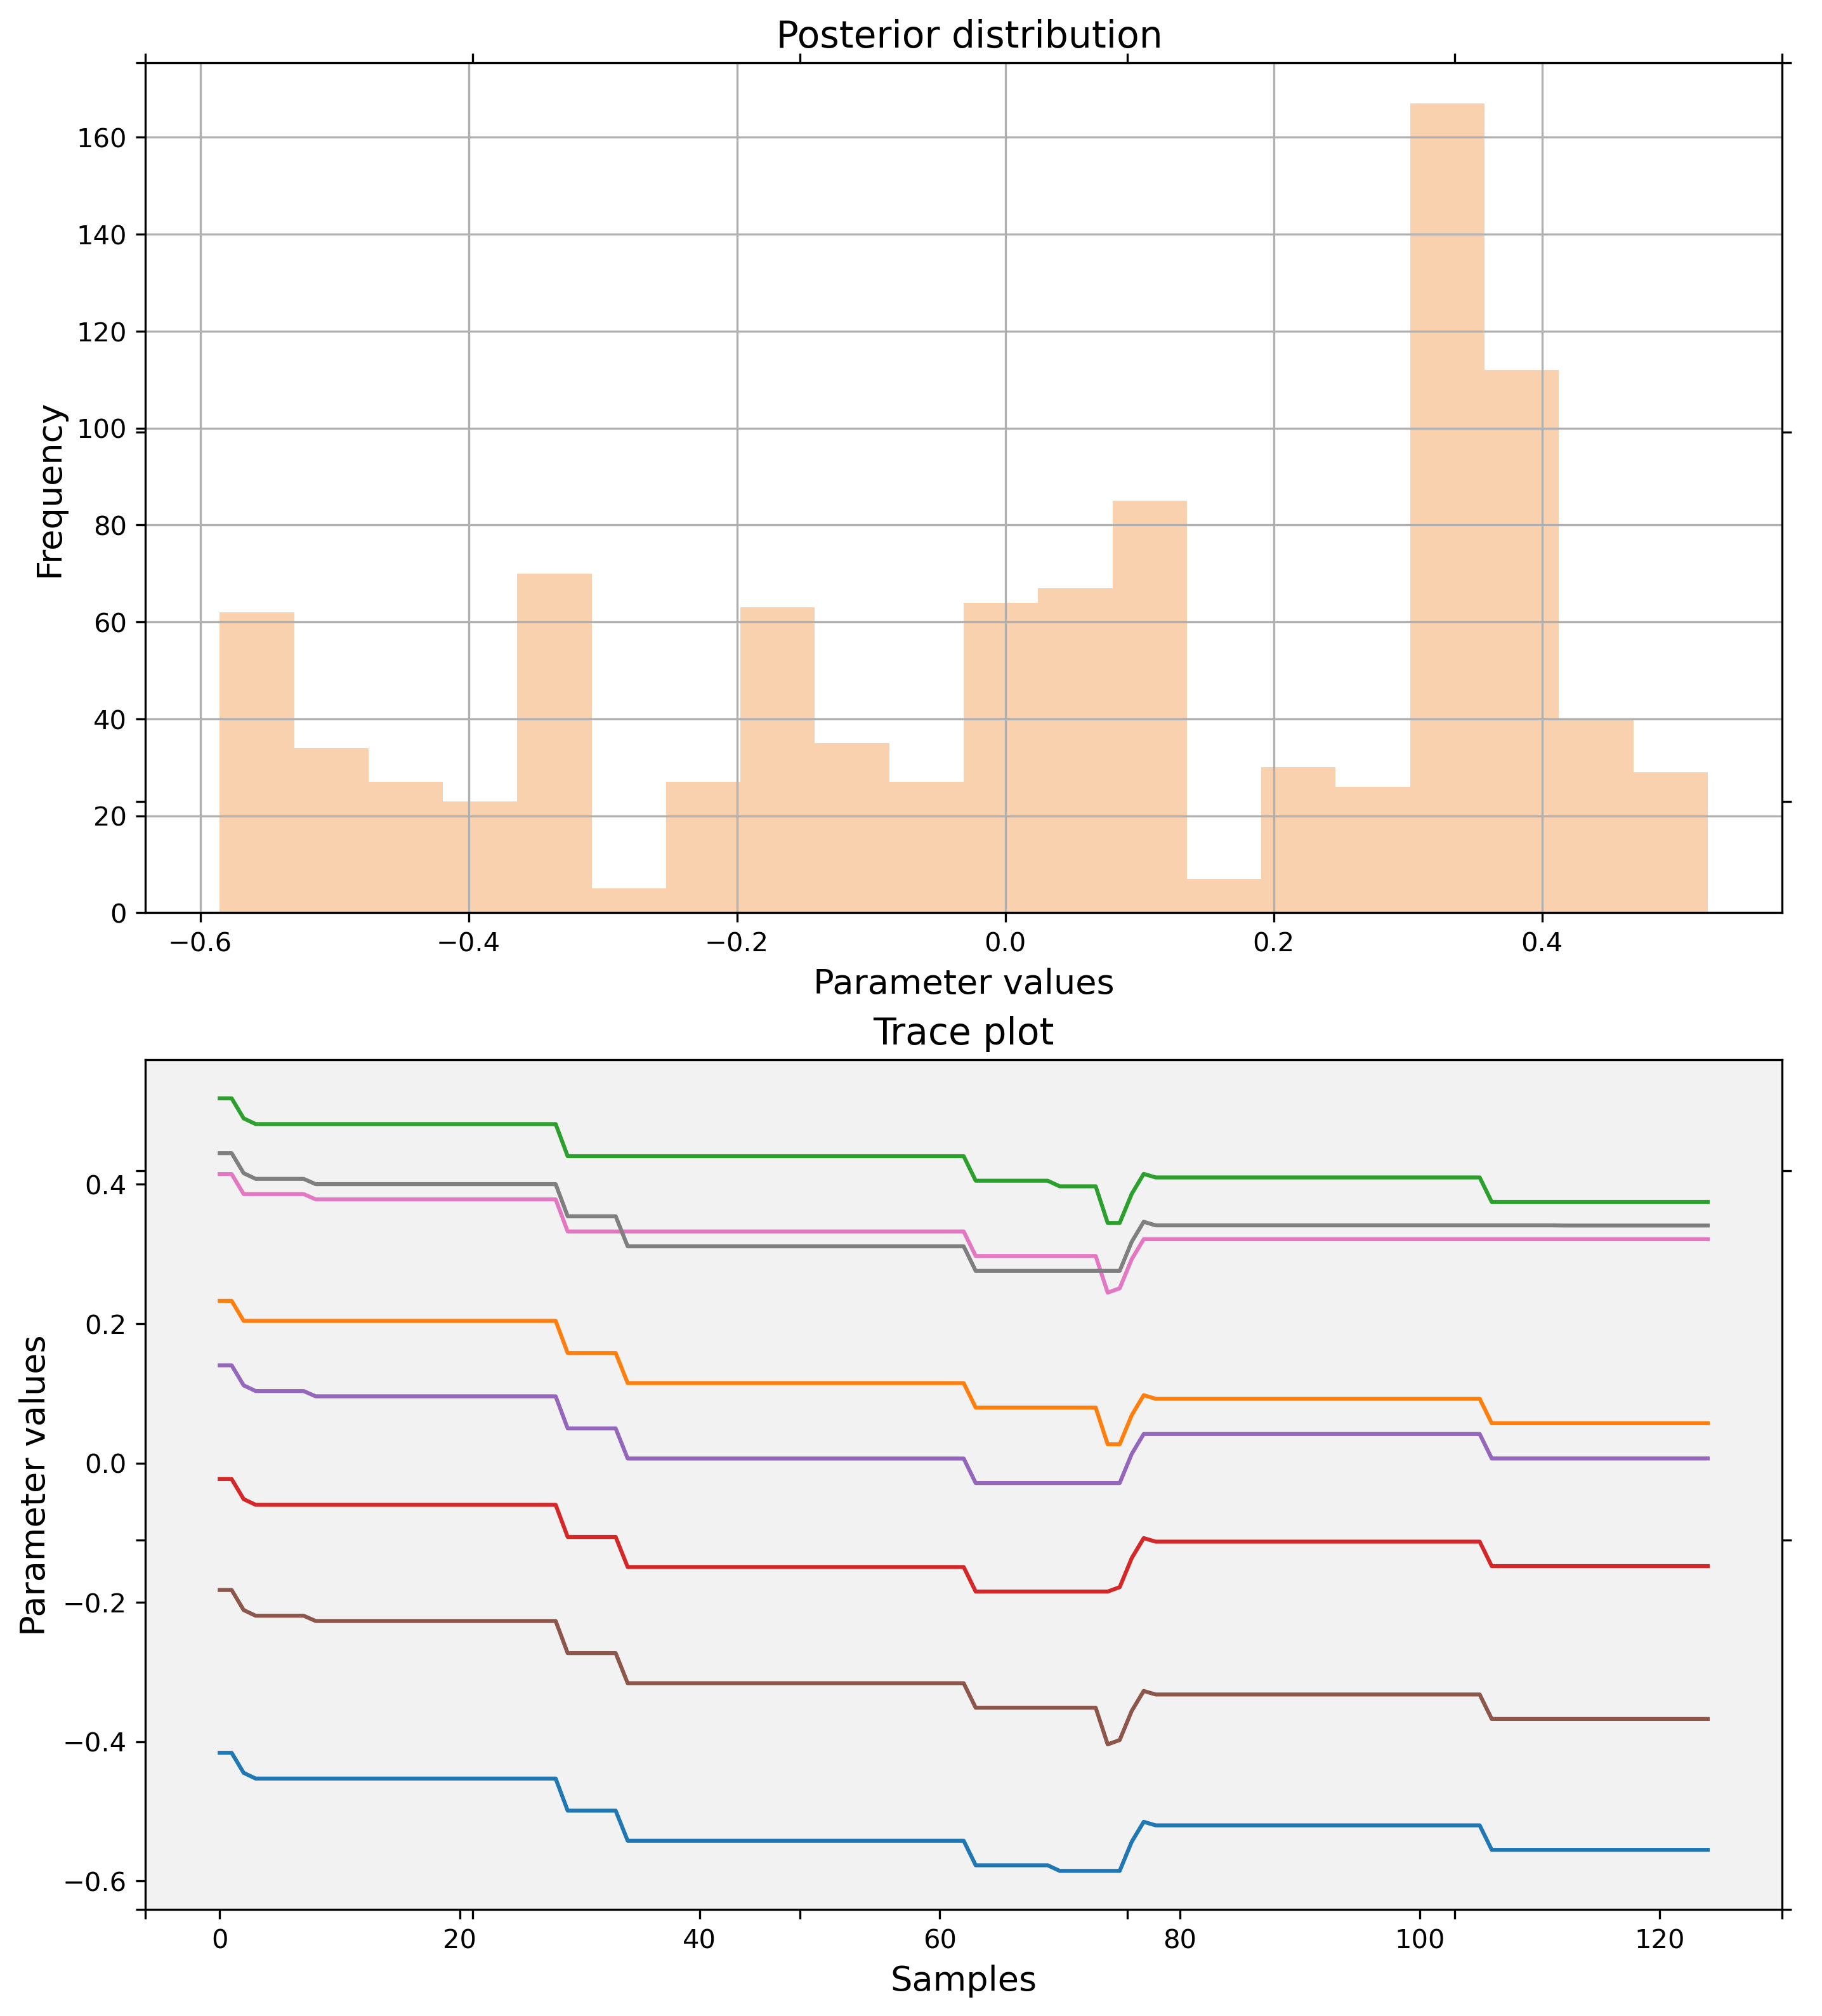 Posterior distribution
160
140
120
100
80
60
40
20
0
Frequency
−0.6 −0.4 −0.2 0.0 0.2 0.4
Parameter values
Trace plot
0.4
0.2
0.0
−0.2
−0.4
−0.6
Parameter values
0 20 40 60 80 100 120
Samples